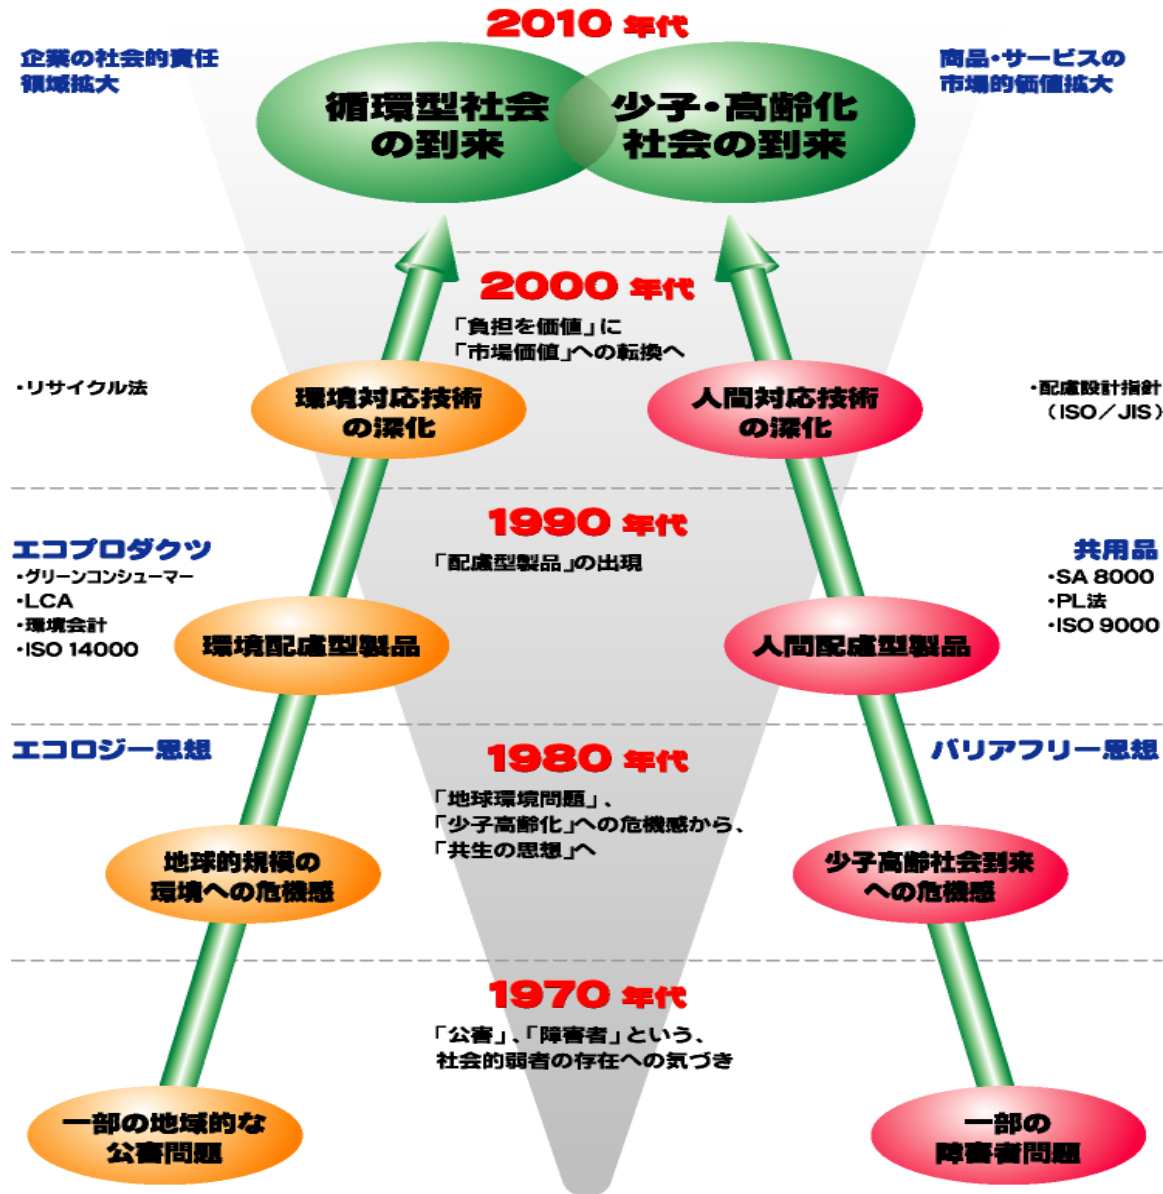 2010 年代
企業の社会的責任
領域拡大
商品・サービスの
市場的価値拡大
循環型社会
の到来
少子・高齢化
社会の到来
2000 年代
「負担を価値」に
「市場価値」への転換へ
・リサイクル法
環境対応技術
の深化
人間対応技術
の深化
・配慮設計指針
（ISO／JIS）
1990 年代
「配慮型製品」の出現
エコプロダクツ
・グリーンコンシューマー
・LCA
・環境会計
・ISO 14000
環境配慮型製品
人間配慮型製品
共用品
・SA 8000
・PL法
・ISO 9000
エコロジー思想
バリアフリー思想
1980 年代
「地球環境問題」、
「少子高齢化」への危機感から、
「共生の思想」へ
地球的規模の
環境への危機感
少子高齢社会到来
への危機感
1970 年代
「公害」、「障害者」という、
社会的弱者の存在への気づき
一部の地域的な
公害問題
一部の
障害者問題